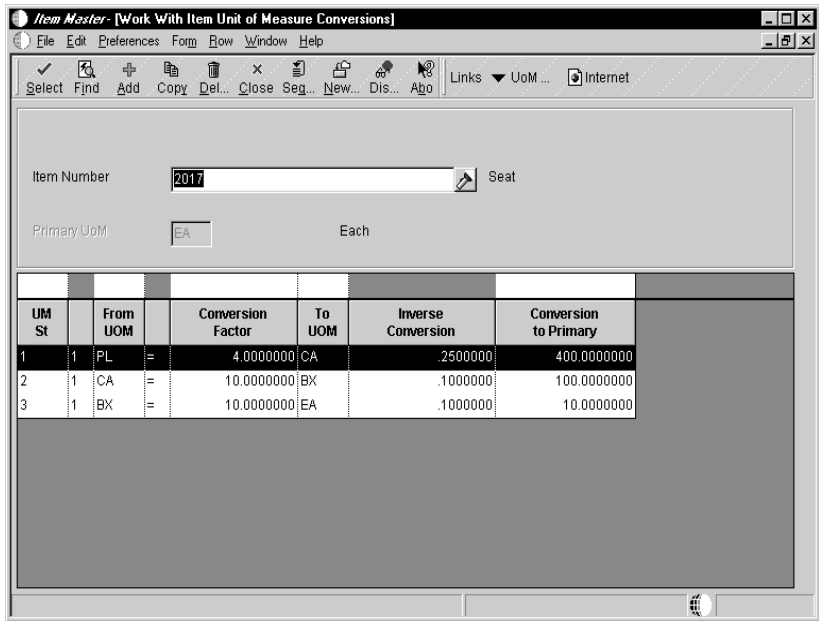 Item Master - [Work With Item Unit of Measure Conversions]
File Edit Preferences Form Row Window Help
Select Find Add Copy Del... Close Seq... New... Dis... Abo Links UoM ... Internet
Item Number 2017 Seat
Primary UoM EA Each
UM St From UOM Conversion Factor To UOM Inverse Conversion Conversion to Primary
1 1 PL = 4.0000000 CA .2500000 400.0000000
2 1 CA = 10.0000000 BX .1000000 100.0000000
3 1 BX = 10.0000000 EA .1000000 10.0000000